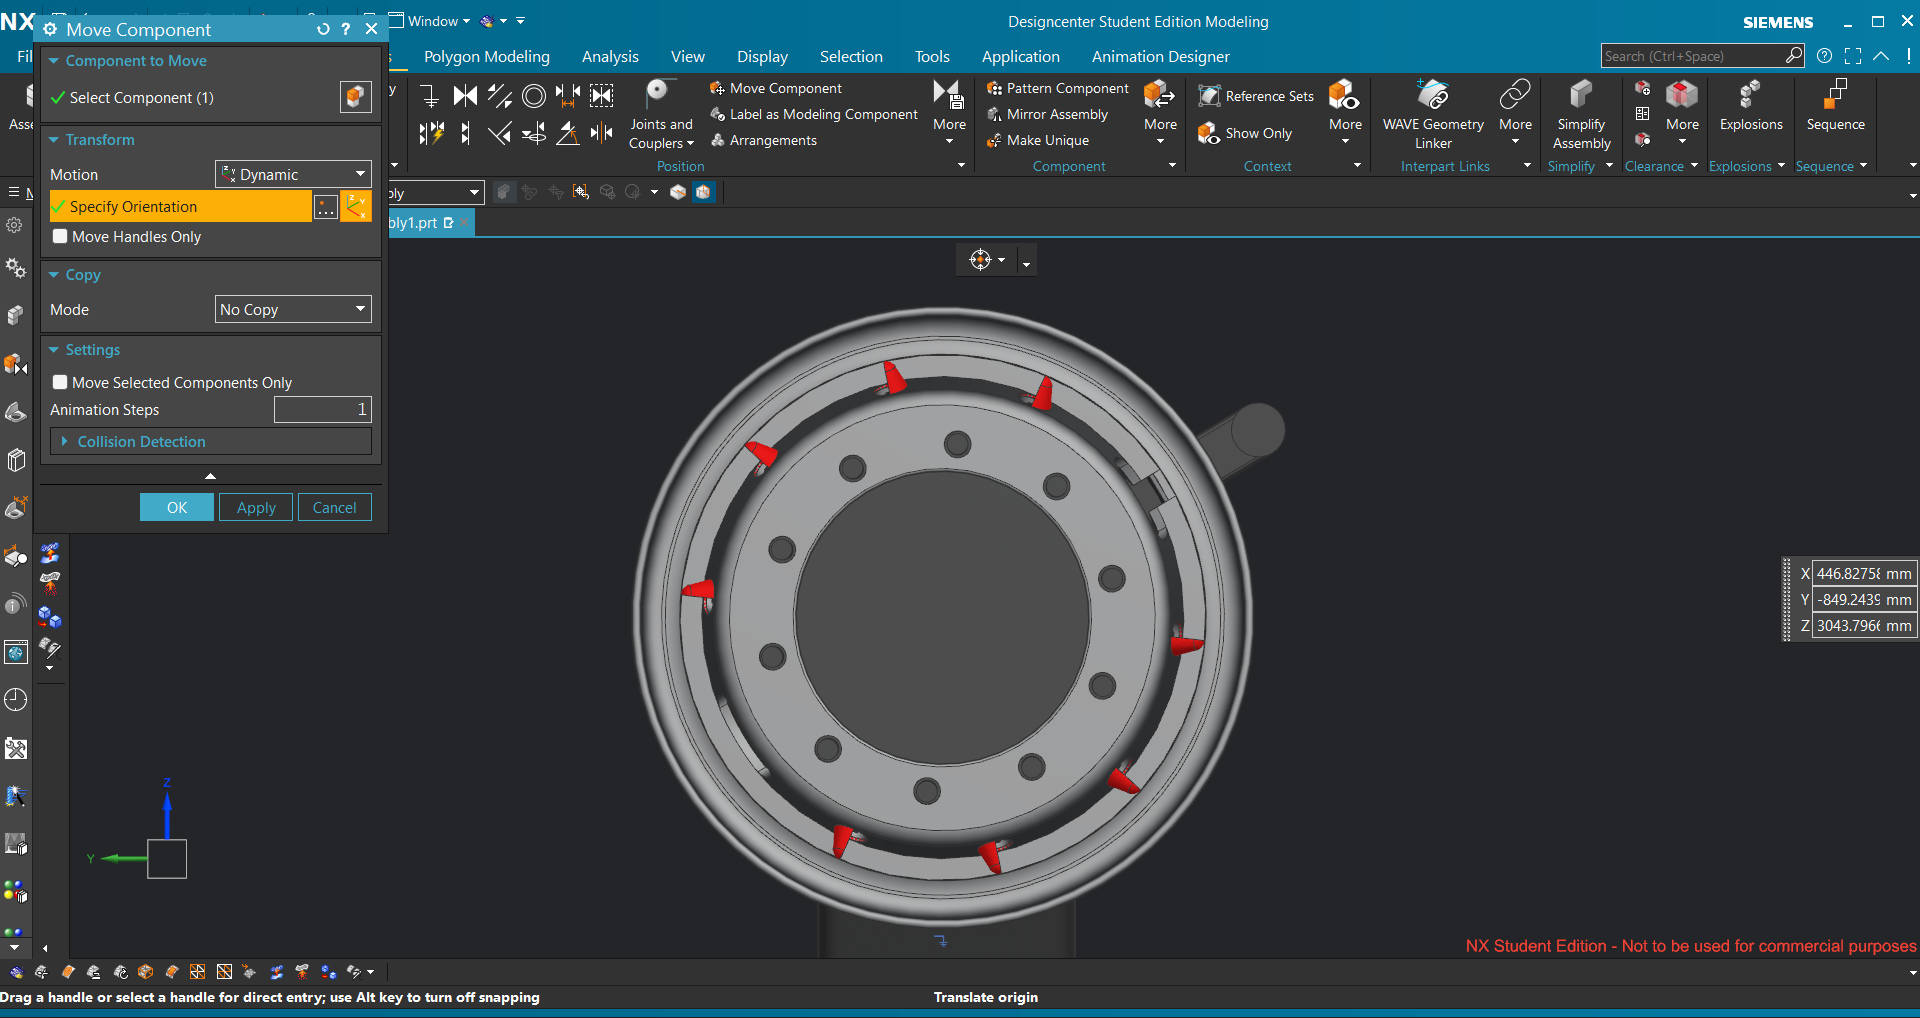 NX
Window
Designcenter Student Edition Modeling
SIEMENS
Move Component
?
Polygon Modeling
Analysis
View
Display
Selection
Tools
Application
Animation Designer
Search (Ctrl+Space)
Component to Move
Select Component (1)
Transform
Motion
Dynamic
Specify Orientation
Move Handles Only
Copy
Mode
No Copy
Settings
Move Selected Components Only
Animation Steps
1
Collision Detection
OK
Apply
Cancel
Joints and
Couplers
Move Component
Label as Modeling Component
Arrangements
More
Position
Pattern Component
Mirror Assembly
Make Unique
More
Component
Reference Sets
Show Only
More
Context
WAVE Geometry
Linker
More
Interpart Links
Simplify
Assembly
Simplify
More
Clearance
Explosions
Explosions
Sequence
Sequence
bly1.prt
X 446.8275 mm
Y -849.2439 mm
Z 3043.796 mm
Z
Y
NX Student Edition - Not to be used for commercial purposes
Drag a handle or select a handle for direct entry; use Alt key to turn off snapping
Translate origin